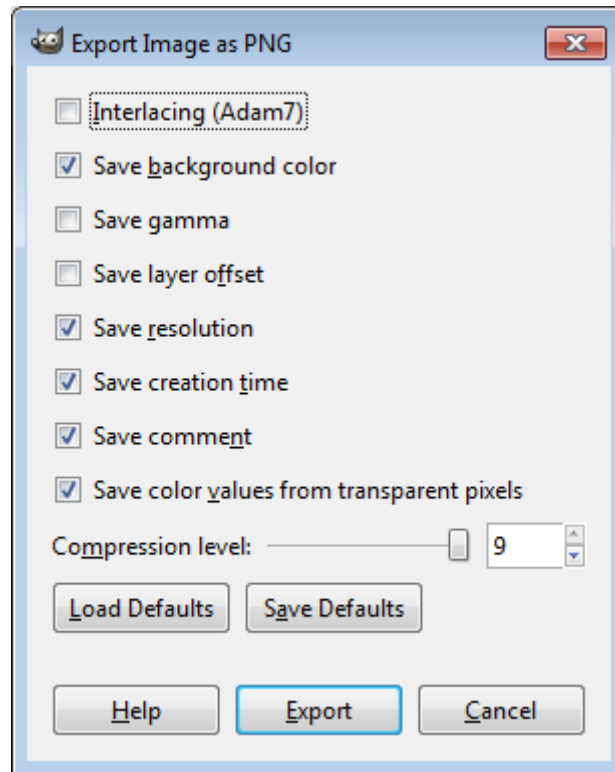 Export Image as PNG
Interlacing (Adam7)
Save background color
Save gamma
Save layer offset
Save resolution
Save creation time
Save comment
Save color values from transparent pixels
Compression level: 9
Load Defaults Save Defaults
Help Export Cancel